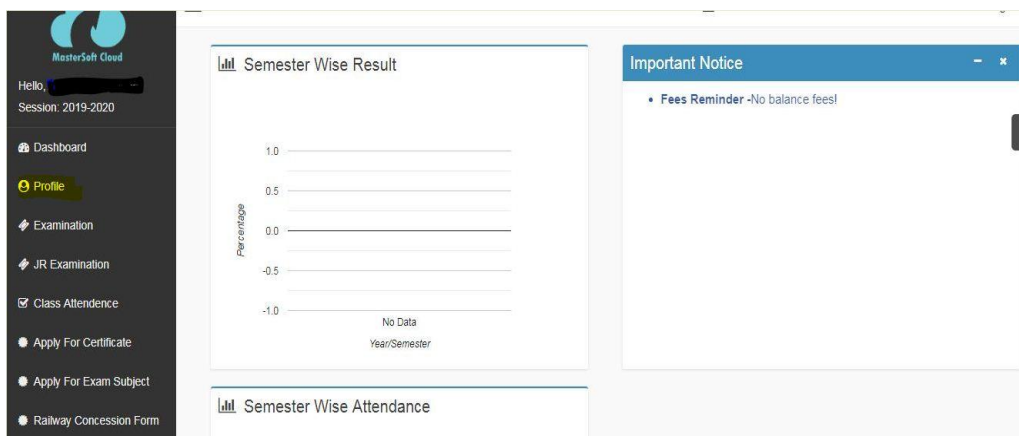 MasterSoft Cloud
Hello,
Session: 2019-2020
Dashboard
Profile
Examination
JR Examination
Class Attendence
Apply For Certificate
Apply For Exam Subject
Railway Concession Form
Semester Wise Result
1.0
0.5
0.0
-0.5
-1.0
Percentage
No Data
Year/Semester
Semester Wise Attendance
Important Notice
Fees Reminder -No balance fees!